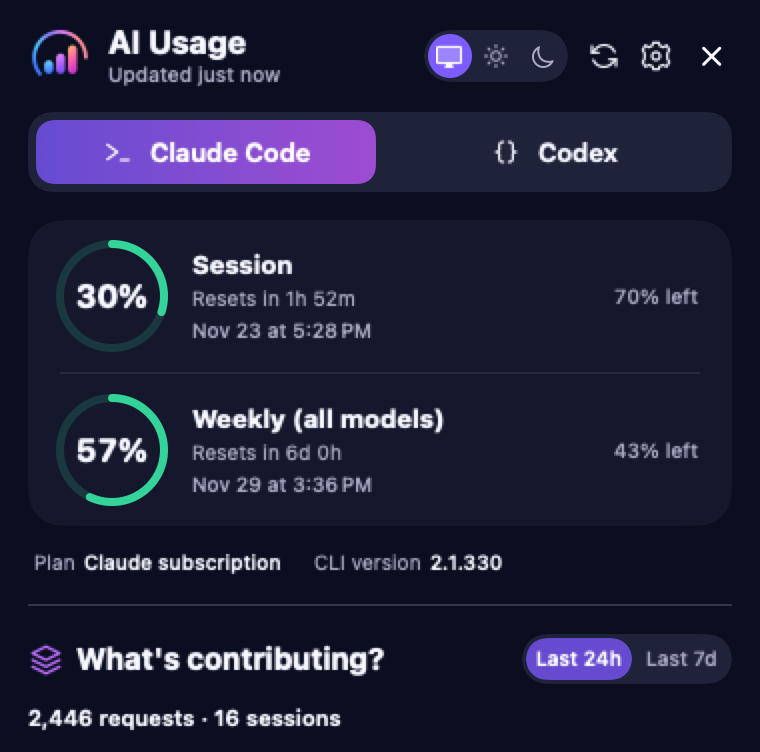 AI Usage
Updated just now
>_ Claude Code
{} Codex
30%
Session
Resets in 1h 52m
Nov 23 at 5:28 PM
70% left
57%
Weekly (all models)
Resets in 6d 0h
Nov 29 at 3:36 PM
43% left
Plan Claude subscription CLI version 2.1.330
What's contributing?
Last 24h Last 7d
2,446 requests · 16 sessions